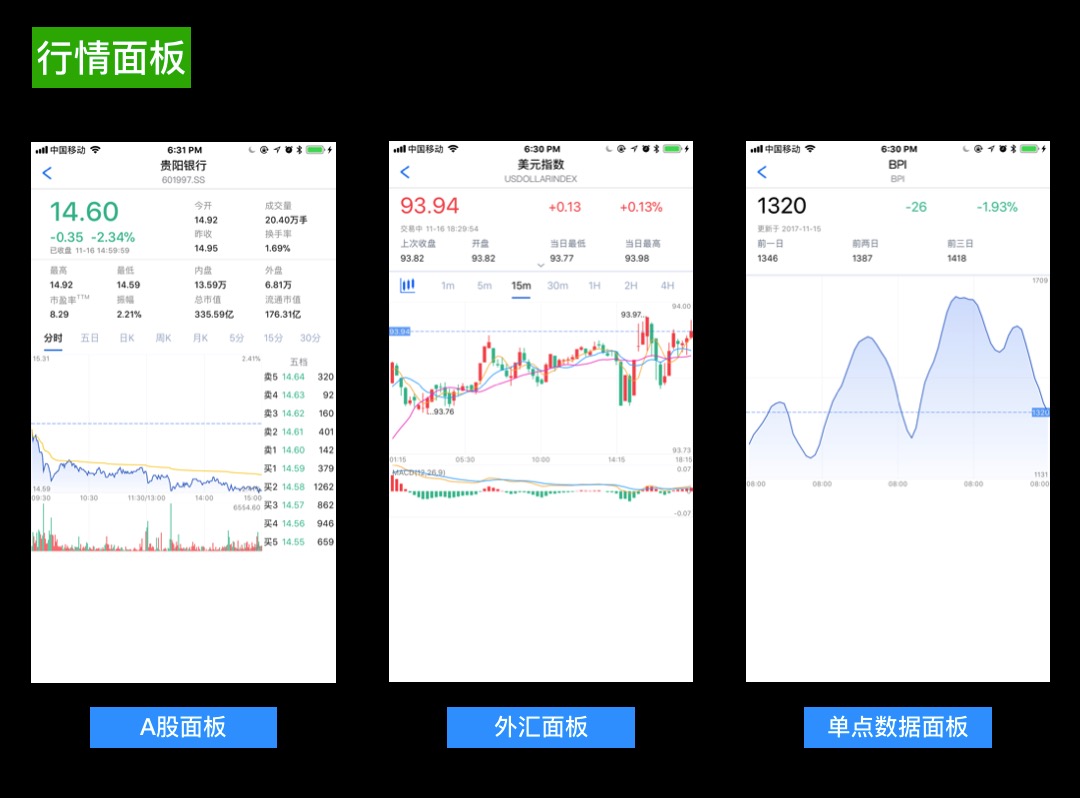 行情面板
中国移动 6:31 PM
贵阳银行
601997.SS
14.60
-0.35 -2.34%
已收盘 11-16 14:59:59
今开 成交量
14.92 20.40万手
昨收 换手率
14.95 1.69%
最高 最低 内盘 外盘
14.92 14.59 13.59万 6.81万
市盈率TTM 振幅 总市值 流通市值
8.29 2.21% 335.59亿 176.31亿
分时 五日 日K 周K 月K 5分 15分 30分
15.31 2.41%
五档
卖5 14.64 320
卖4 14.63 92
卖3 14.62 160
卖2 14.61 401
卖1 14.60 142
买1 14.59 379
买2 14.58 1262
买3 14.57 862
买4 14.56 946
买5 14.55 659
14.59
09:30 10:30 11:30/13:00 14:00 15:00
6554.60
A股面板
中国移动 6:30 PM
美元指数
USDOLLARINDEX
93.94 +0.13 +0.13%
交易中 11-16 18:29:54
上次收盘 开盘 当日最低 当日最高
93.82 93.82 93.77 93.98
1m 5m 15m 30m 1H 2H 4H
94.00
93.97
93.94
93.76
93.73
01:15 05:30 10:00 14:15 18:15
MACD(12,26,9) 0.07
-0.07
外汇面板
中国移动 6:30 PM
BPI
BPI
1320 -26 -1.93%
更新于 2017-11-15
前一日 前两日 前三日
1346 1387 1418
1709
1320
1131
08:00 08:00 08:00 08:00 08:00
单点数据面板